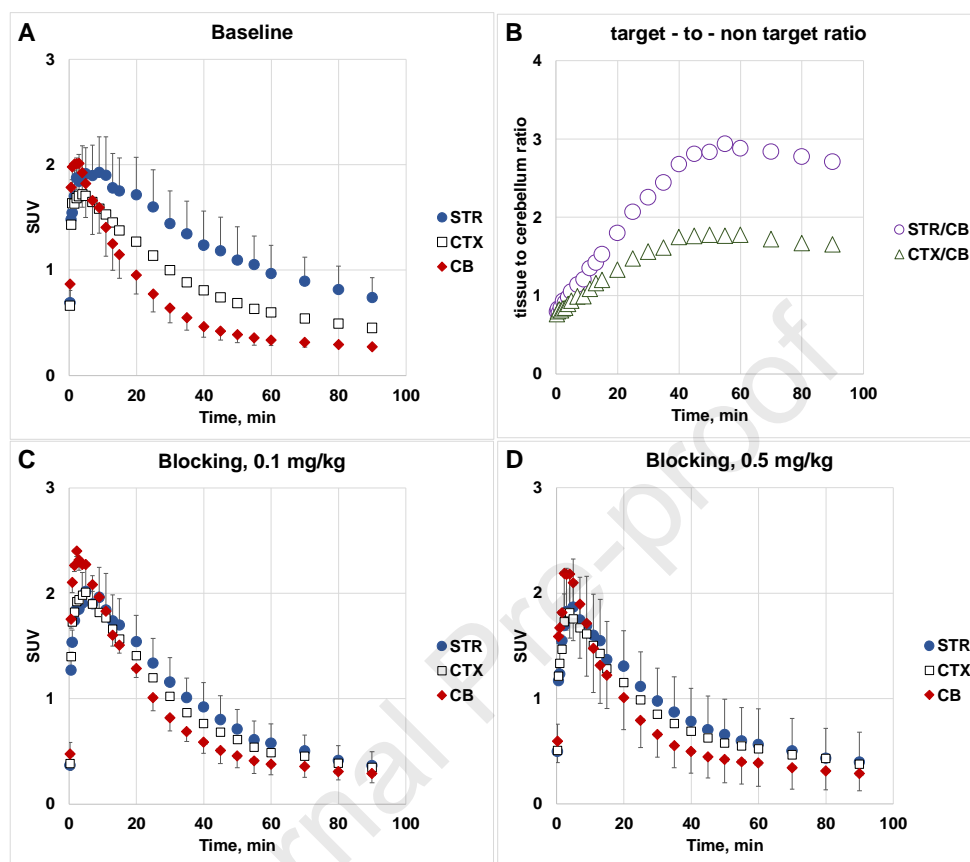 A
Baseline
3
2
1
0
SUV
0
20
40
60
80
100
Time, min
STR
CTX
CB
B
target - to - non target ratio
4
3
2
1
0
tissue to cerebellum ratio
0
20
40
60
80
100
Time, min
STR/CB
CTX/CB
C
Blocking, 0.1 mg/kg
3
2
1
0
SUV
0
20
40
60
80
100
Time, min
STR
CTX
CB
D
Blocking, 0.5 mg/kg
3
2
1
0
SUV
0
20
40
60
80
100
Time, min
STR
CTX
CB
rnal Pre-proof